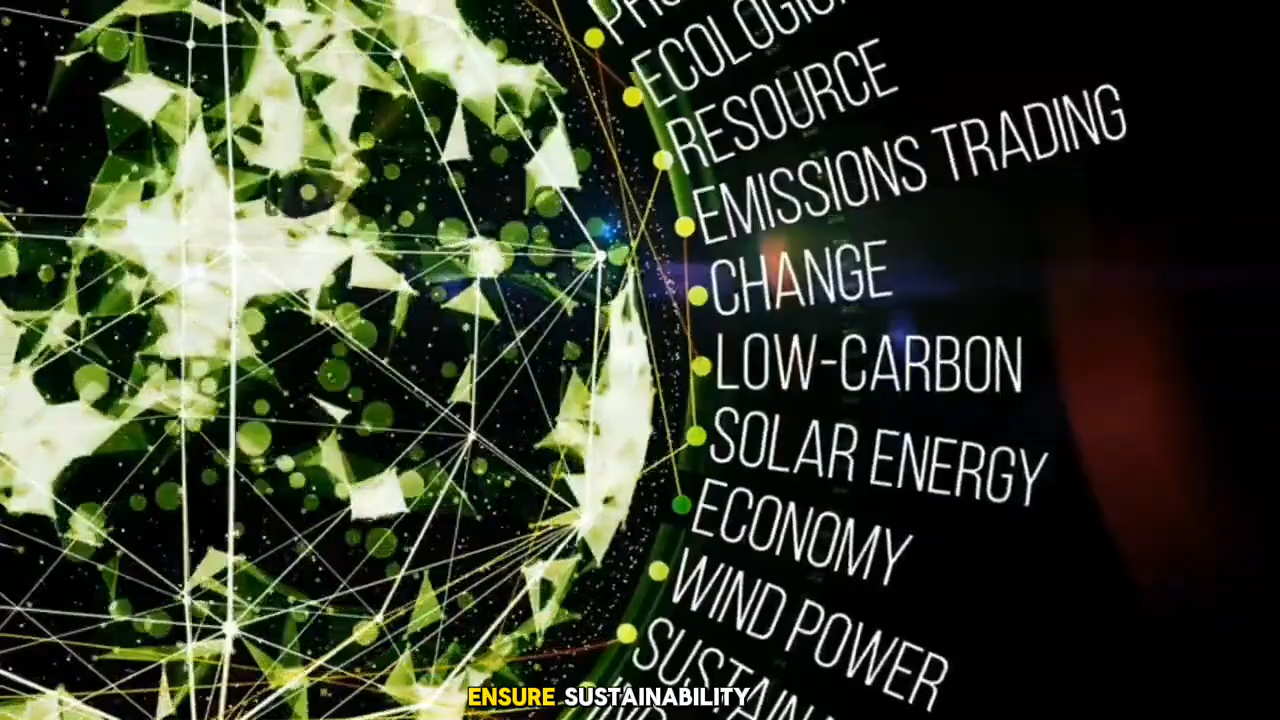 RESOURCE
EMISSIONS TRADING
CHANGE
LOW-CARBON
SOLAR ENERGY
ECONOMY
WIND POWER
ENSURE SUSTAINABILITY